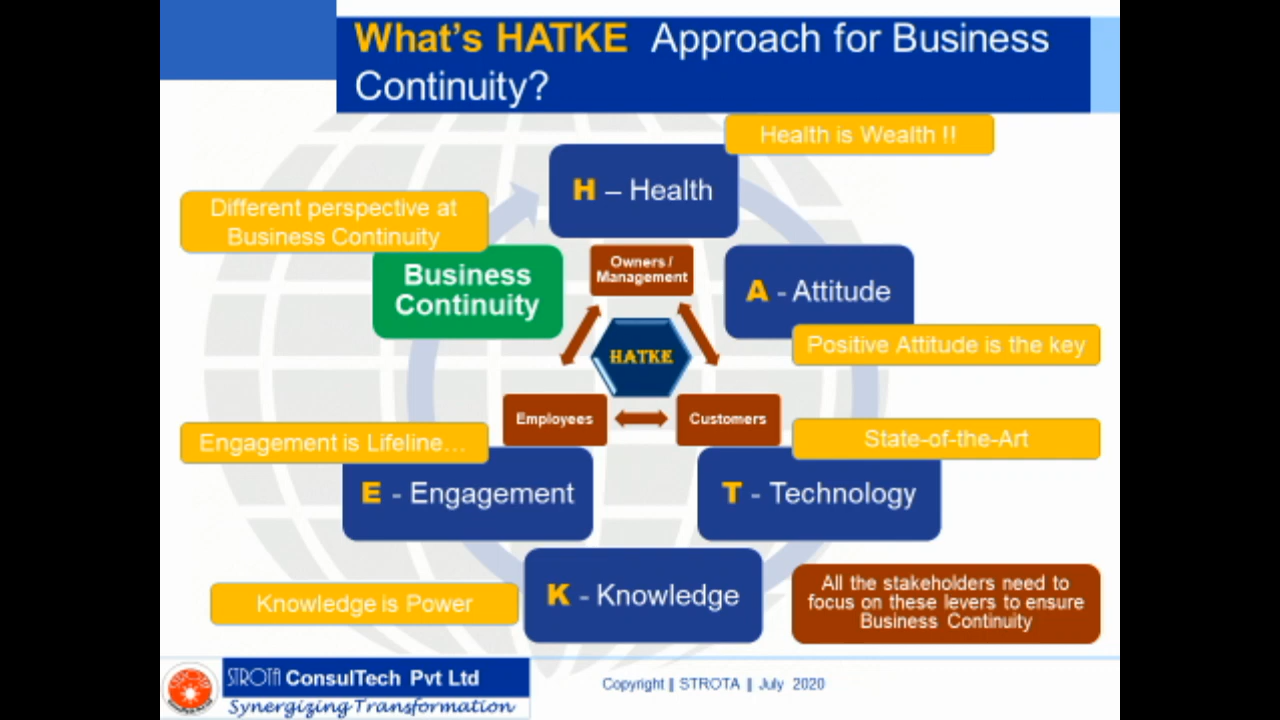 What's HATKE Approach for Business
Continuity?
Health is Wealth !!
H – Health
Different perspective at
Business Continuity
Business
Continuity
Owners /
Management
A - Attitude
Positive Attitude is the key
HATKE
Employees
Customers
Engagement is Lifeline...
State-of-the-Art
E - Engagement
T - Technology
Knowledge is Power
K - Knowledge
All the stakeholders need to
focus on these levers to ensure
Business Continuity
STROTA ConsulTech Pvt Ltd
Synergizing Transformation
Copyright || STROTA || July 2020